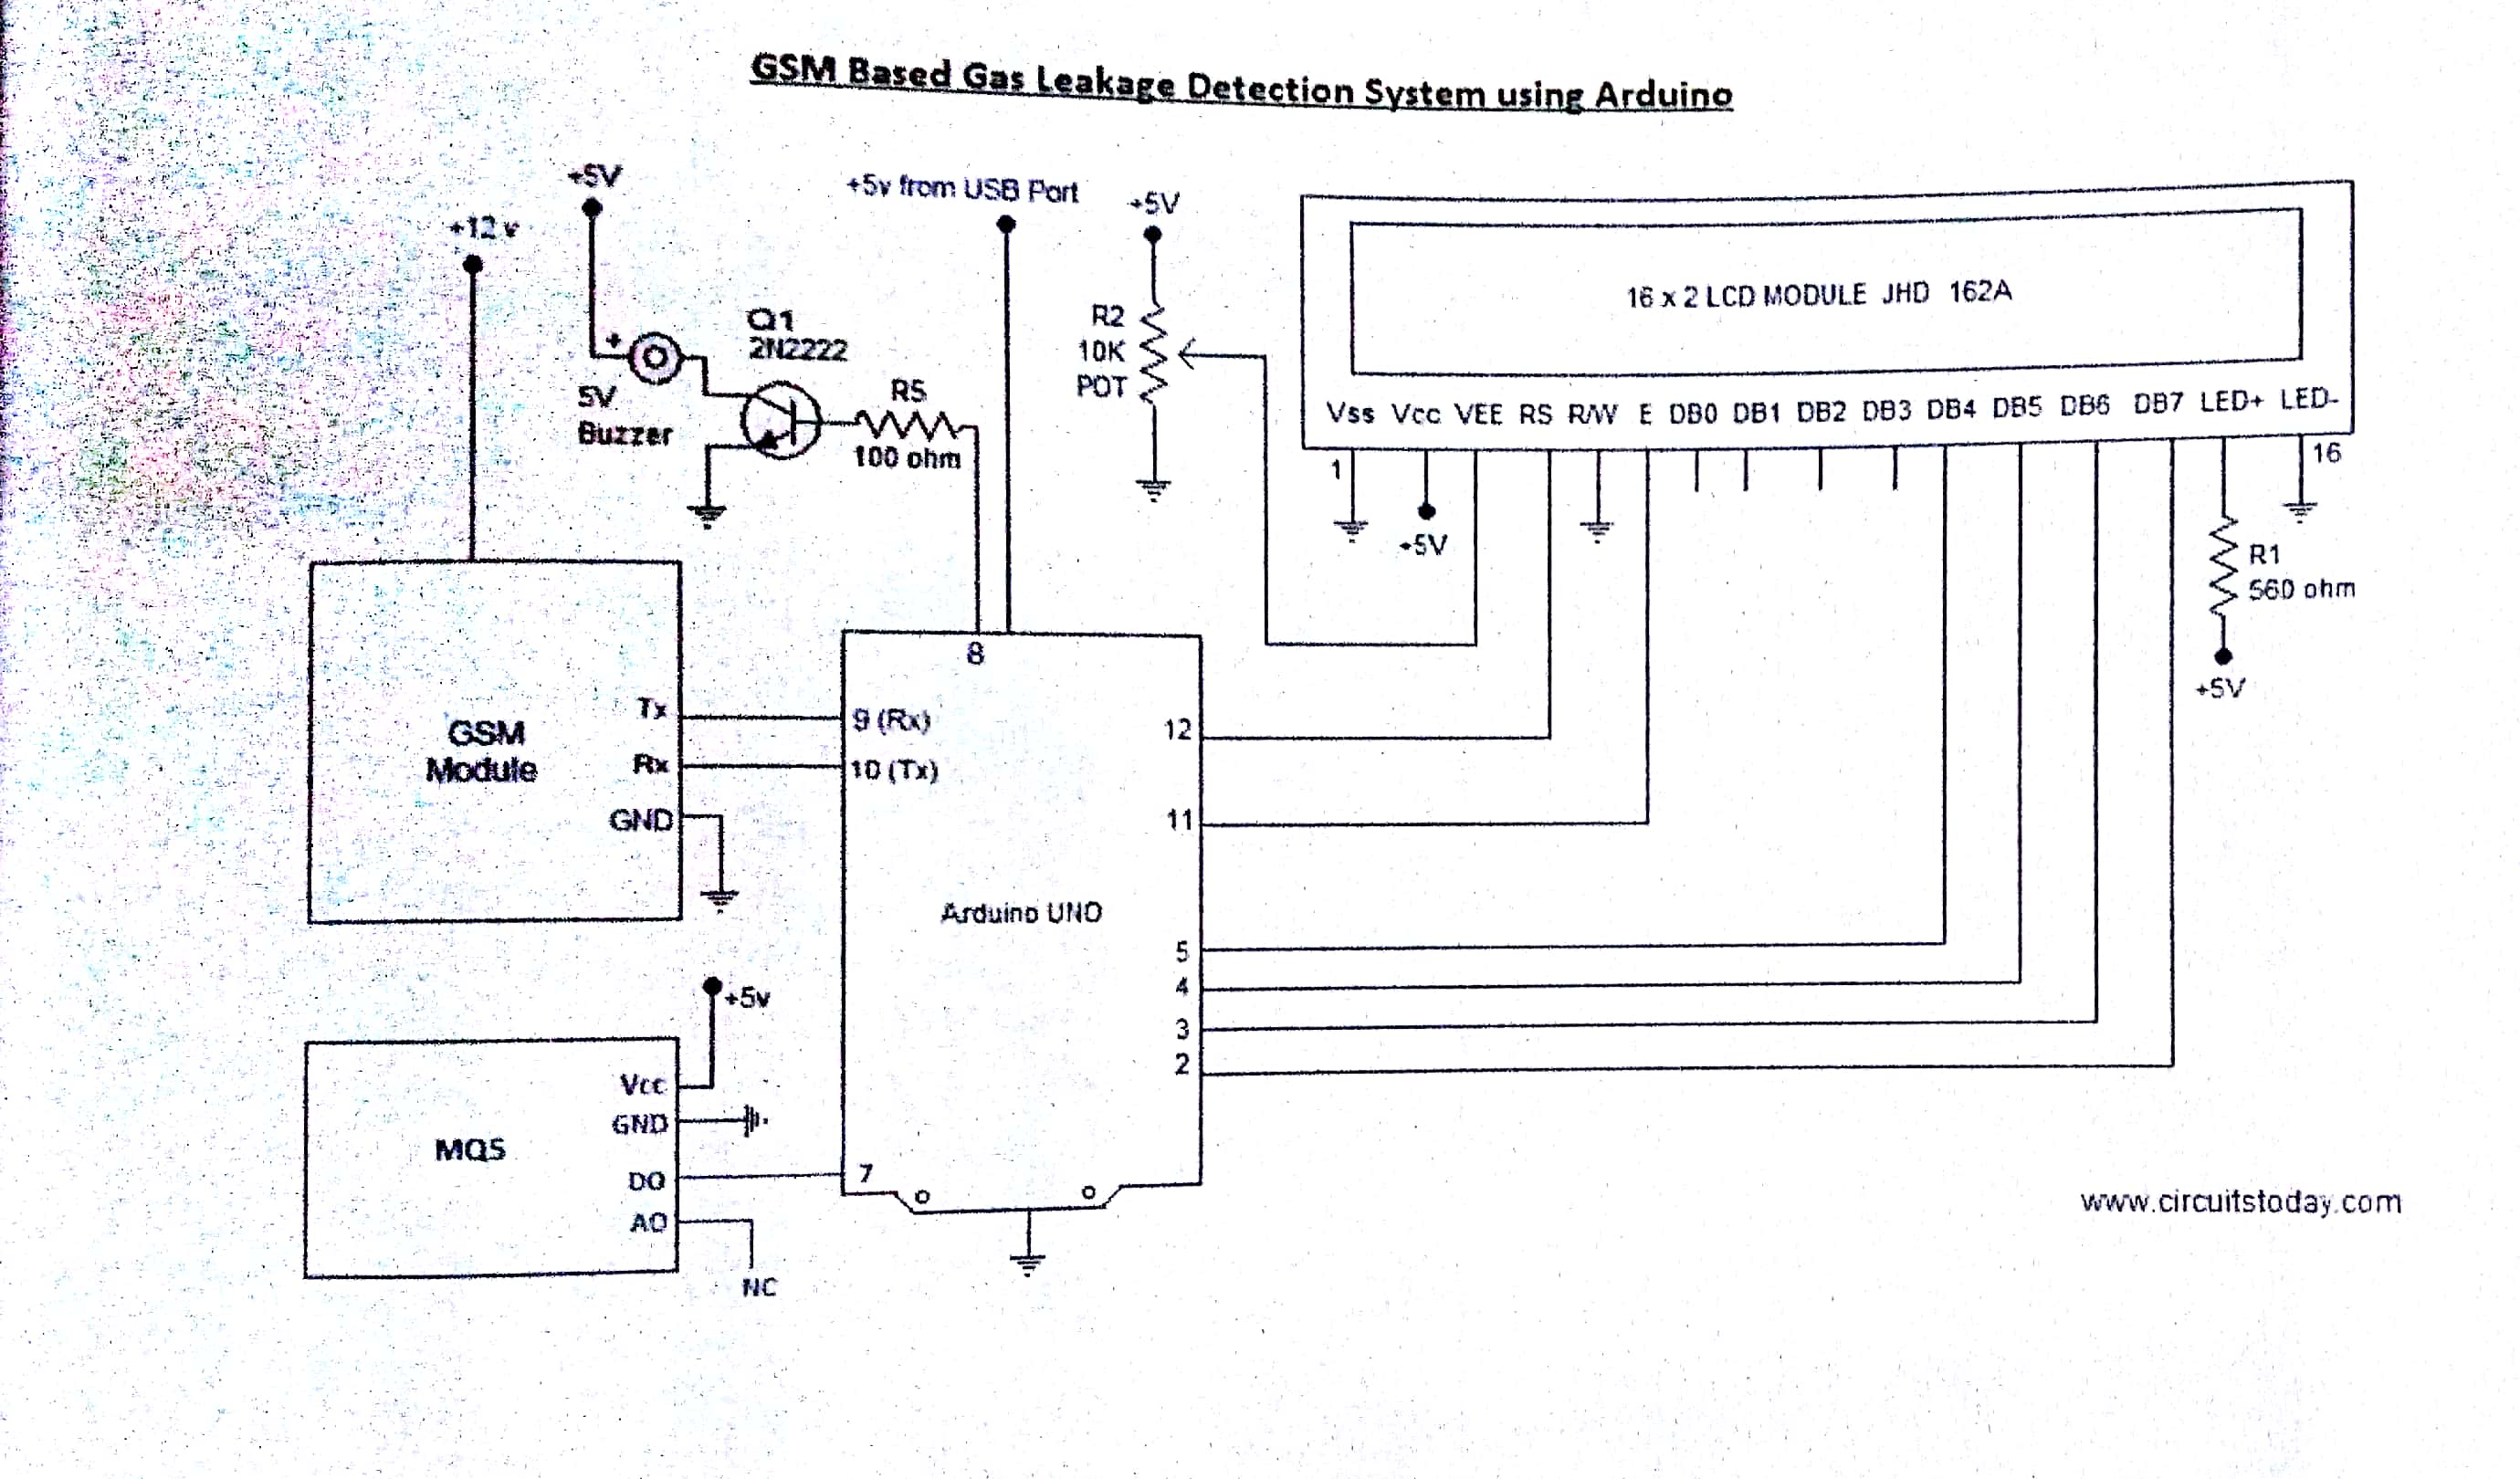 GSM Based Gas Leakage Detection System using Arduino
+5V
+12 v
+5v from USB Port
+5V
Q1
2N2222
5V
Buzzer
R5
100 ohm
R2
10K
POT
16 x 2 LCD MODULE JHD 162A
Vss Vcc VEE RS R/W E DB0 DB1 DB2 DB3 DB4 DB5 DB6 DB7 LED+ LED-
1
16
+5V
R1
560 ohm
+5V
8
GSM
Module
Tx
Rx
GND
9 (Rx)
10 (Tx)
12
11
Arduino UNO
5
4
3
2
+5v
MQ5
Vcc
GND
DO
AO
7
NC
www.circuitstoday.com